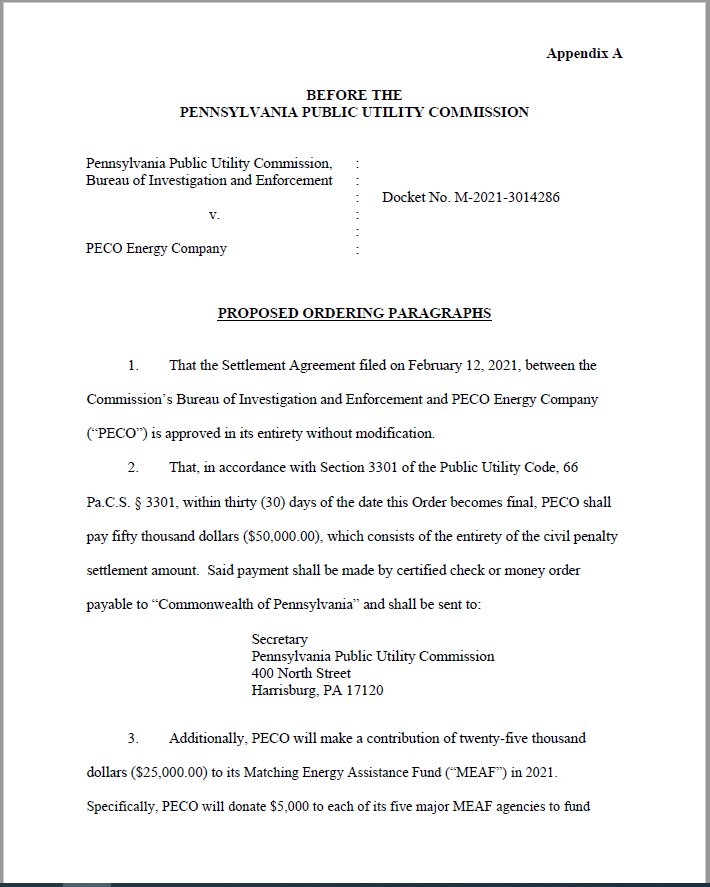 Appendix A
BEFORE THE
PENNSYLVANIA PUBLIC UTILITY COMMISSION
Pennsylvania Public Utility Commission, :
Bureau of Investigation and Enforcement :
: Docket No. M-2021-3014286
v. :
:
PECO Energy Company :
PROPOSED ORDERING PARAGRAPHS
1. That the Settlement Agreement filed on February 12, 2021, between the
Commission’s Bureau of Investigation and Enforcement and PECO Energy Company
(“PECO”) is approved in its entirety without modification.
2. That, in accordance with Section 3301 of the Public Utility Code, 66
Pa.C.S. § 3301, within thirty (30) days of the date this Order becomes final, PECO shall
pay fifty thousand dollars ($50,000.00), which consists of the entirety of the civil penalty
settlement amount. Said payment shall be made by certified check or money order
payable to “Commonwealth of Pennsylvania” and shall be sent to:
Secretary
Pennsylvania Public Utility Commission
400 North Street
Harrisburg, PA 17120
3. Additionally, PECO will make a contribution of twenty-five thousand
dollars ($25,000.00) to its Matching Energy Assistance Fund (“MEAF”) in 2021.
Specifically, PECO will donate $5,000 to each of its five major MEAF agencies to fund